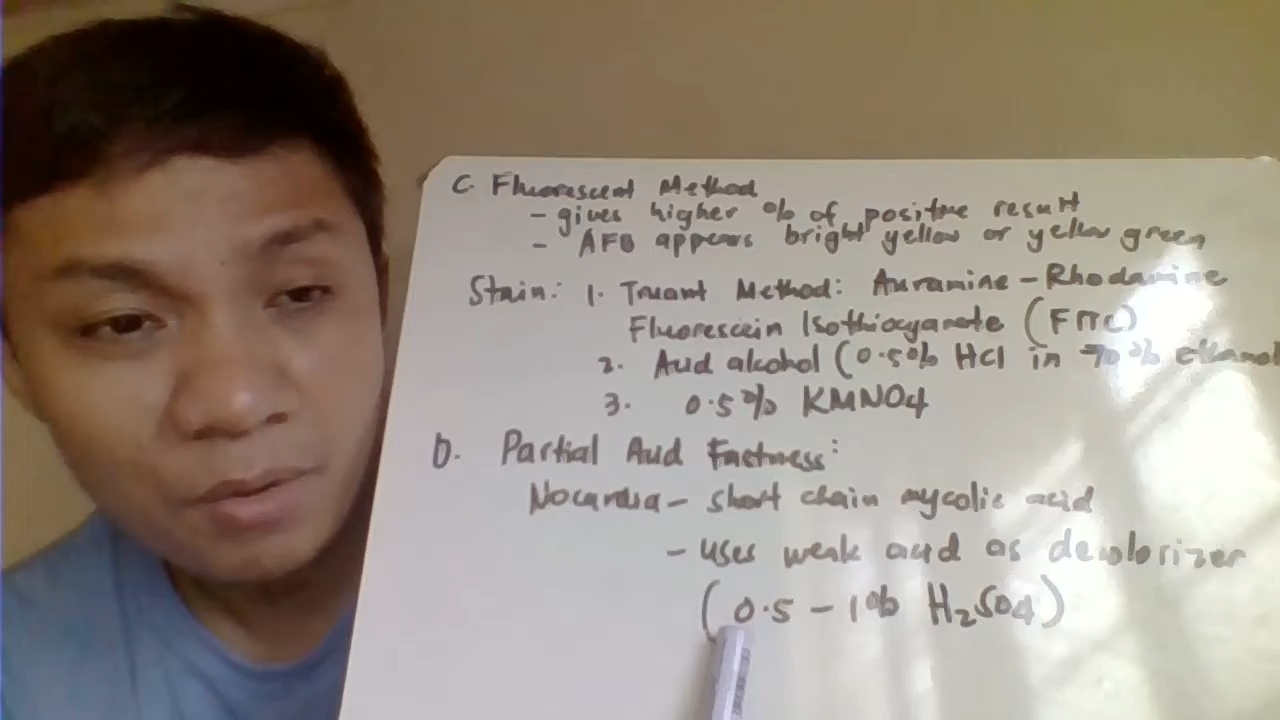 C. Fluorescent Method
- gives higher % of positive result
- AFB appears bright yellow or yellow green
Stain: 1. Truant Method: Auramine - Rhodamine
Fluorescein Isothiocyanate (FITC)
2. Acid alcohol (0.5% HCl in 70% ethanol
3. 0.5% KMNO4
D. Partial Acid Fastness:
Nocardia - short chain mycolic acid
- uses weak acid as decolorizer
(0.5 - 1% H₂SO₄)